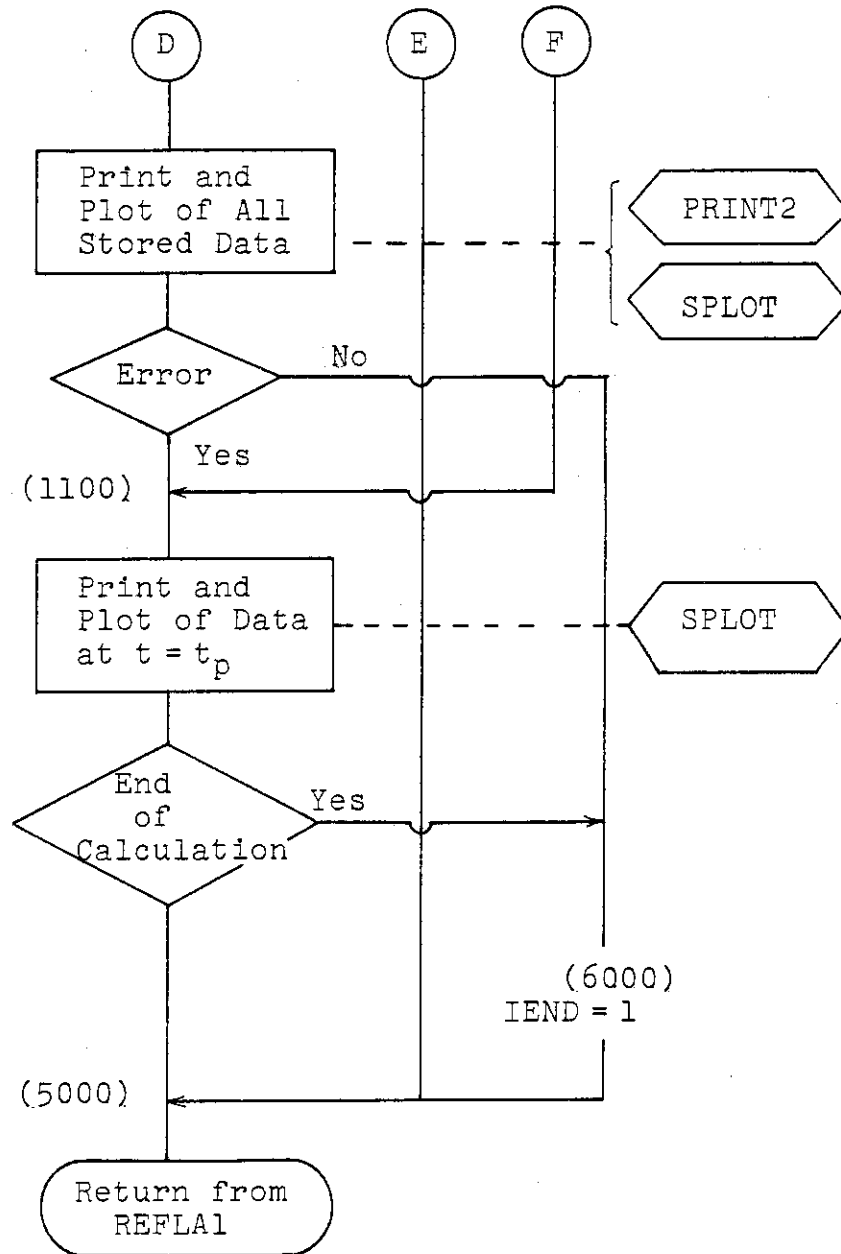 D
E
F
Print and
Plot of All
Stored Data
PRINT2
SPLOT
Error
No
Yes
(1100)
Print and
Plot of Data
at t = tp
SPLOT
End
of
Calculation
Yes
(6000)
IEND = 1
(5000)
Return from
REFLA1